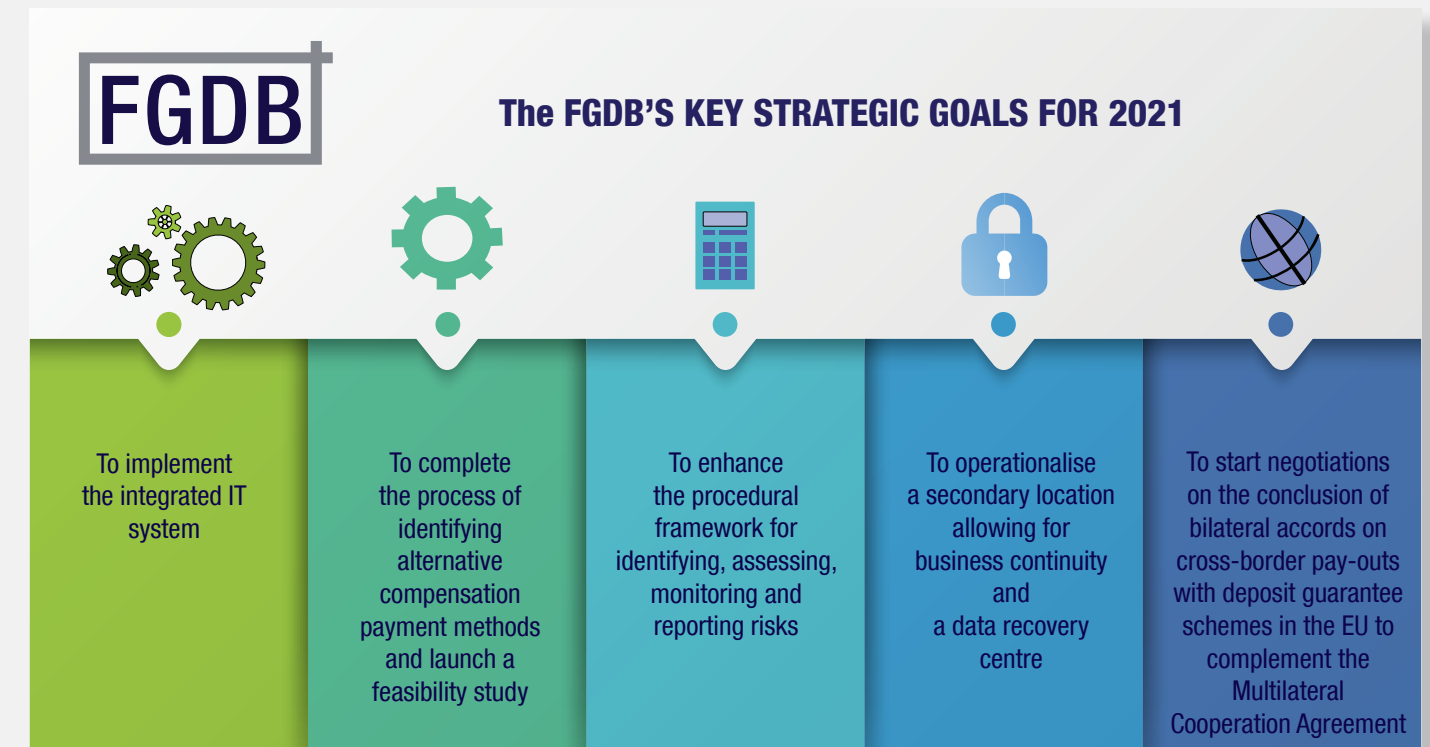 FGDB
The FGDB'S KEY STRATEGIC GOALS FOR 2021
To implement
the integrated IT
system
To complete
the process of
identifying
alternative
compensation
payment methods
and launch a
feasibility study
To enhance
the procedural
framework for
identifying, assessing,
monitoring and
reporting risks
To operationalise
a secondary location
allowing for
business continuity
and
a data recovery
centre
To start negotiations
on the conclusion of
bilateral accords on
cross-border pay-outs
with deposit guarantee
schemes in the EU to
complement the
Multilateral
Cooperation Agreement